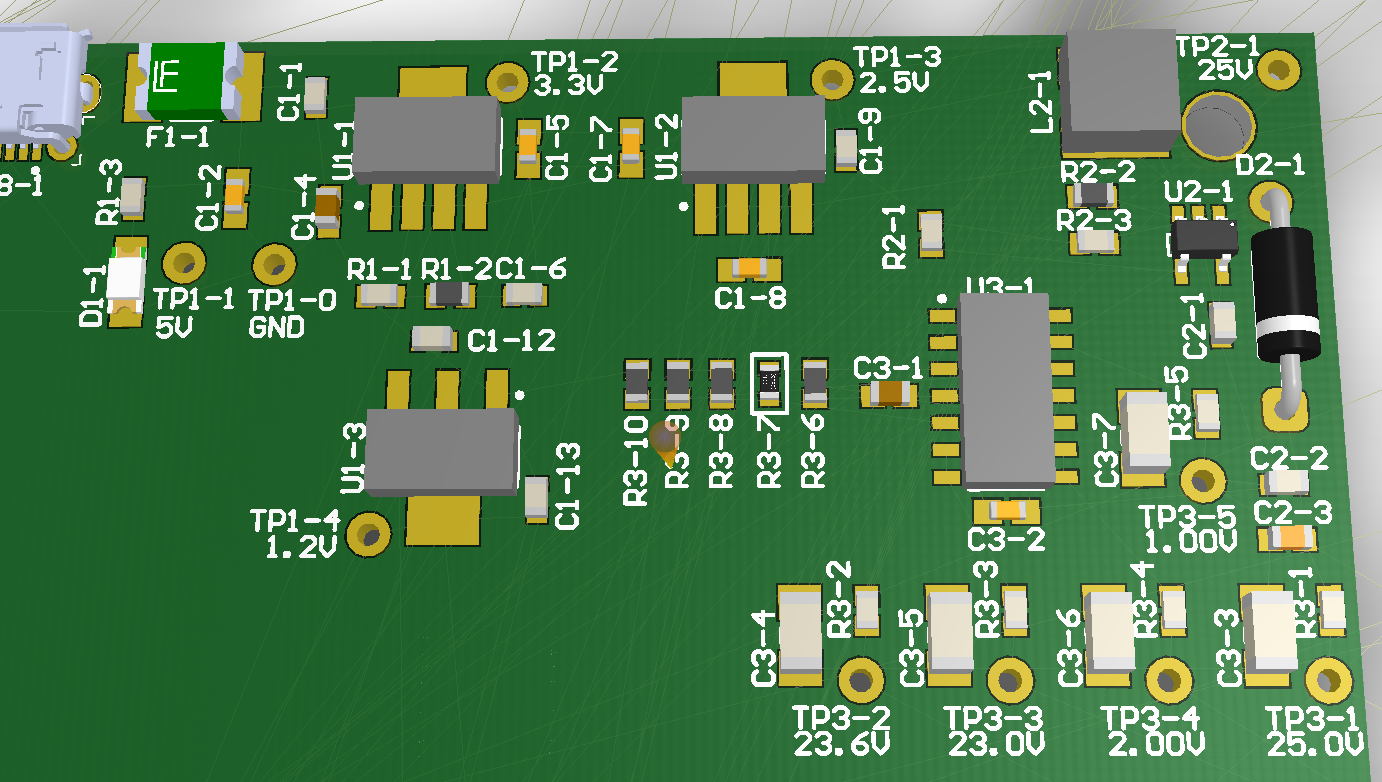 TP1-2
3.3V
TP1-3
2.5V
TP2-1
25V
C1-1
F1-1
U1-1
C1-5
C1-7
U1-2
C1-9
L2-1
D2-1
8-1
R1-3
C1-2
C1-4
R2-1
R2-2
R2-3
U2-1
D1-1
TP1-1
5V
TP1-0
GND
R1-1
R1-2
C1-6
C1-8
U3-1
C2-1
C1-12
C3-1
R3-5
C3-7
U1-3
C1-13
R3-10
R3-9
R3-8
R3-7
R3-6
C2-2
TP1-4
1.2V
TP3-5
1.00V
C2-3
C3-2
C3-4
R3-2
C3-5
R3-3
C3-6
R3-4
C3-3
R3-1
TP3-2
23.6V
TP3-3
23.0V
TP3-4
2.00V
TP3-1
25.0V